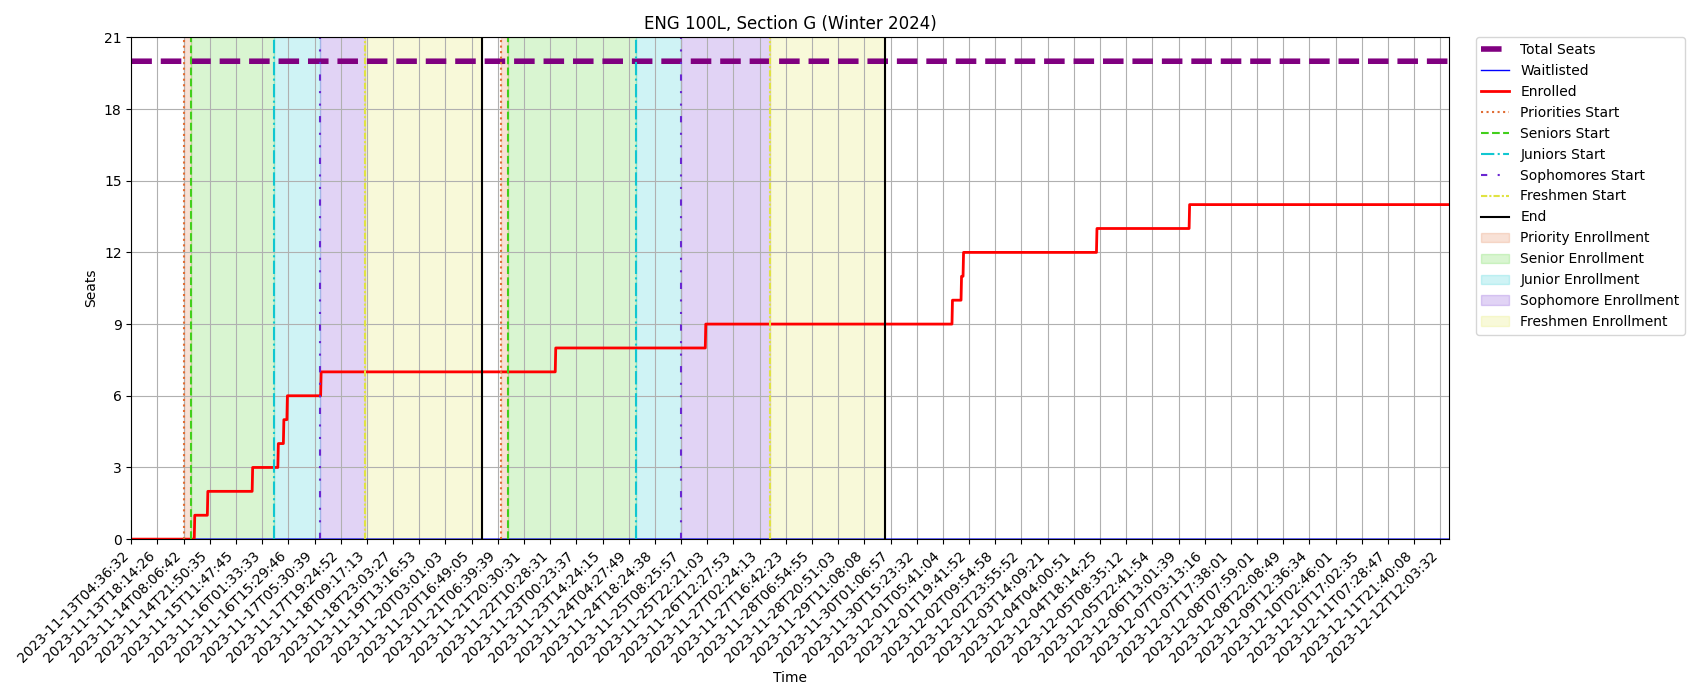 ENG 100L, Section G (Winter 2024)
21
18
15
12
9
6
3
0
Seats
2023-11-13T04:36:32
2023-11-13T18:14:26
2023-11-14T08:06:42
2023-11-14T21:50:35
2023-11-15T11:47:45
2023-11-16T01:33:33
2023-11-16T15:29:46
2023-11-17T05:30:39
2023-11-17T19:24:52
2023-11-18T09:17:13
2023-11-18T23:03:27
2023-11-19T13:16:53
2023-11-20T03:01:03
2023-11-20T16:49:05
2023-11-21T06:39:39
2023-11-21T20:30:31
2023-11-22T10:28:31
2023-11-23T00:23:37
2023-11-23T14:24:15
2023-11-24T04:27:49
2023-11-24T18:24:38
2023-11-25T08:25:57
2023-11-25T22:21:03
2023-11-26T12:27:53
2023-11-27T02:24:13
2023-11-27T16:42:23
2023-11-28T06:54:55
2023-11-28T20:51:03
2023-11-29T11:08:08
2023-11-30T01:06:57
2023-11-30T15:23:32
2023-12-01T05:41:04
2023-12-01T19:41:52
2023-12-02T09:54:58
2023-12-02T23:55:52
2023-12-03T14:09:21
2023-12-04T04:00:51
2023-12-04T18:14:25
2023-12-05T08:35:12
2023-12-05T22:41:54
2023-12-06T13:01:39
2023-12-07T03:13:16
2023-12-07T17:38:01
2023-12-08T07:59:01
2023-12-08T22:08:49
2023-12-09T12:36:34
2023-12-10T02:46:01
2023-12-10T17:02:35
2023-12-11T07:28:47
2023-12-11T21:40:08
2023-12-12T12:03:32
Time
Total Seats
Waitlisted
Enrolled
Priorities Start
Seniors Start
Juniors Start
Sophomores Start
Freshmen Start
End
Priority Enrollment
Senior Enrollment
Junior Enrollment
Sophomore Enrollment
Freshmen Enrollment